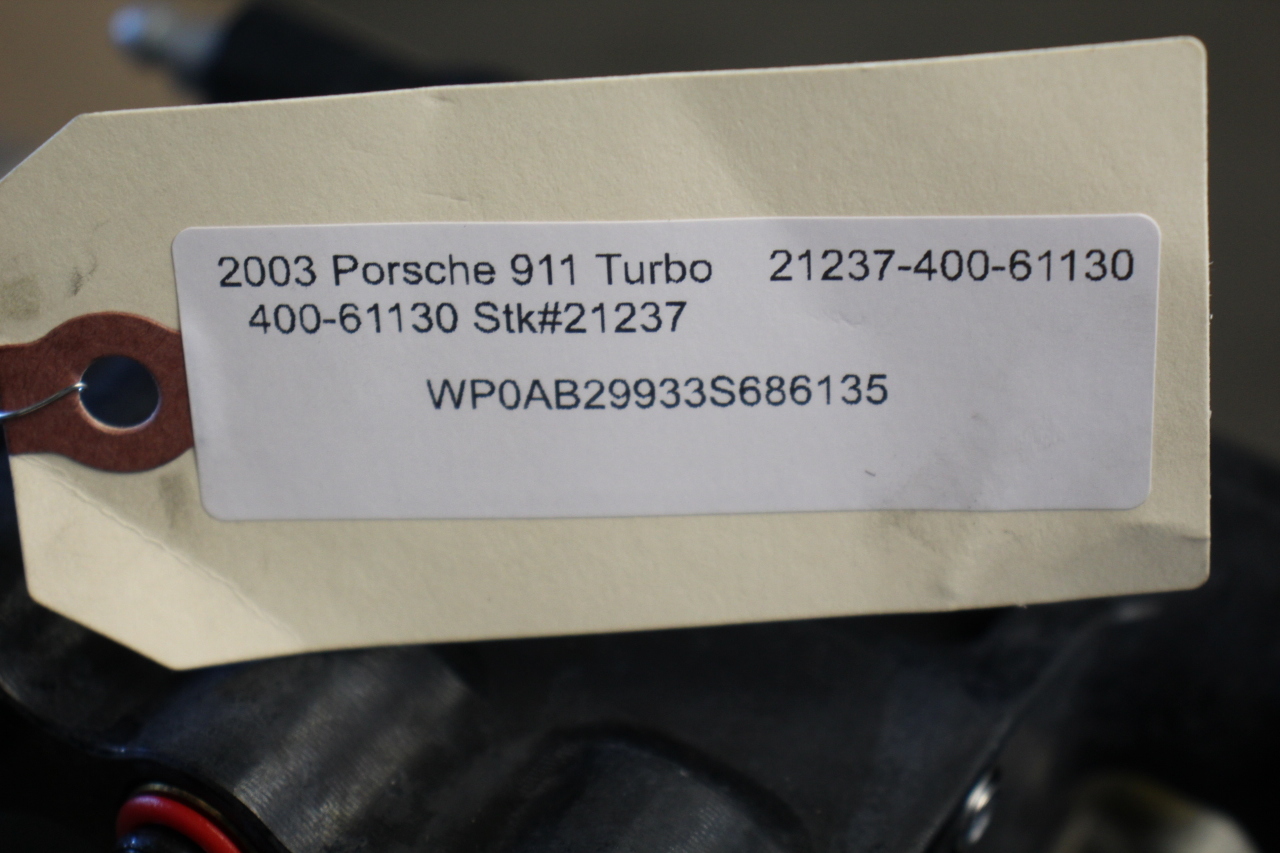 2003 Porsche 911 Turbo 21237-400-61130
400-61130 Stk#21237
WP0AB29933S686135